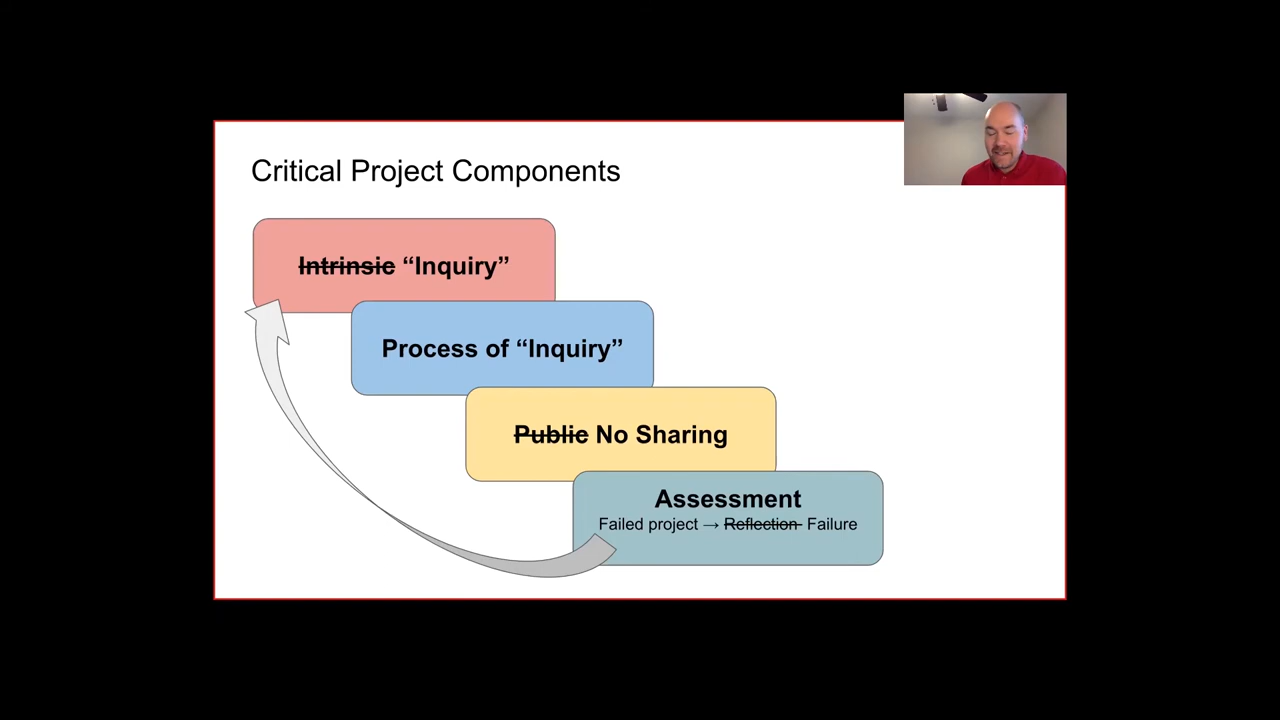 Critical Project Components
Intrinsic “Inquiry”
Process of “Inquiry”
Public No Sharing
Assessment
Failed project → Reflection Failure